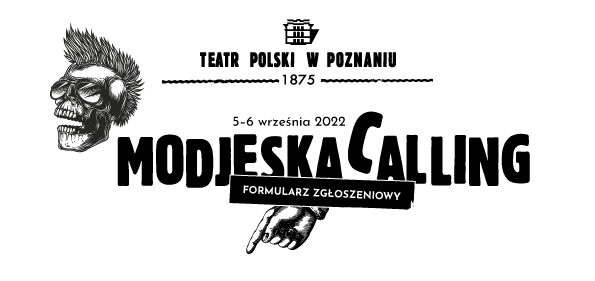 TEATR POLSKI W POZNANIU
1875
5-6 września 2022
MODJESKA CALLING
FORMULARZ ZGŁOSZENIOWY